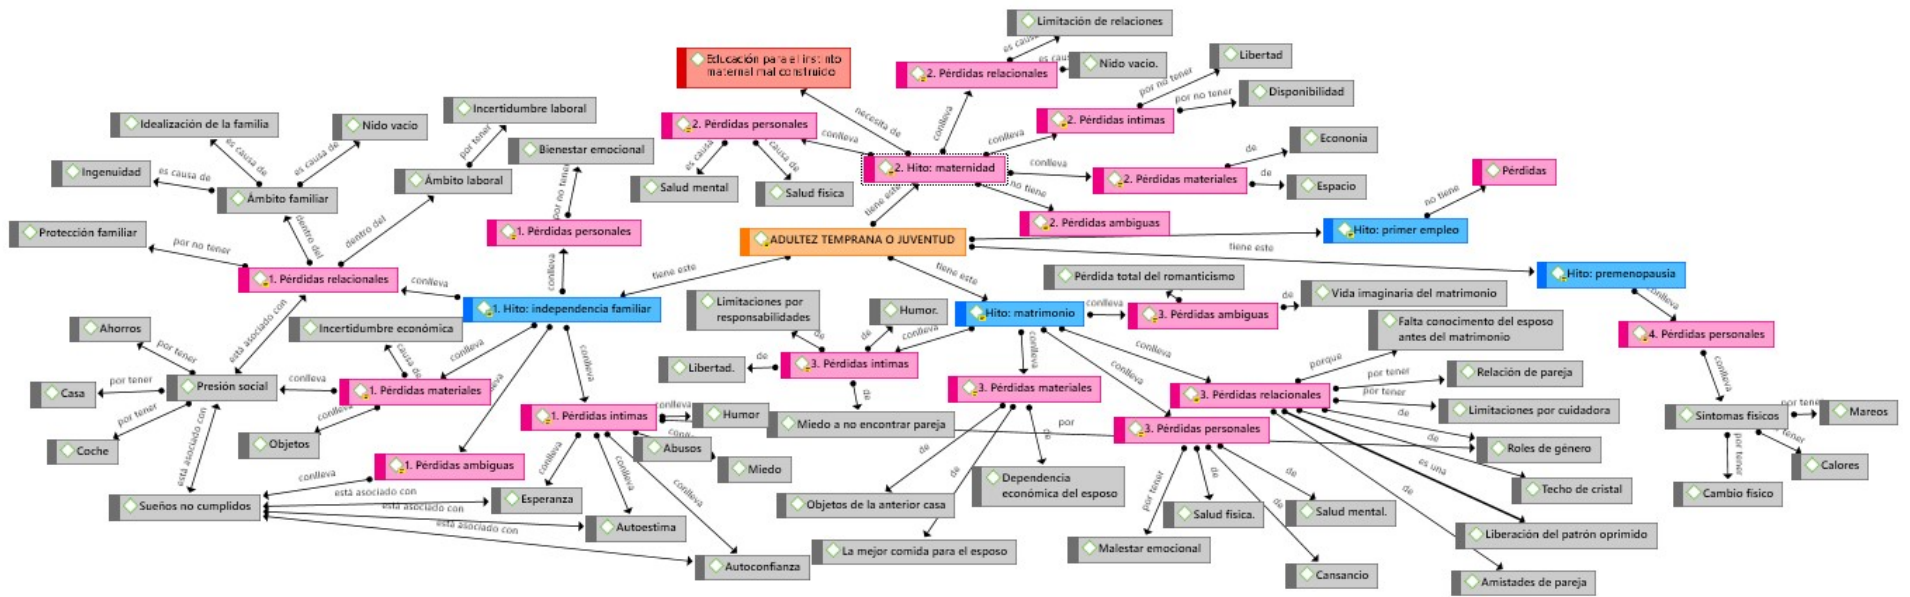 Limitación de relaciones
es causa
Educación para el instinto
maternal mal construido
2. Pérdidas relacionales
es cau
Nido vacio.
Libertad
por no tener
Disponibilidad
por no tener
Incertidumbre laboral
Idealización de la familia
Nido vacío
necesita de
conlleva
2. Pérdidas íntimas
2. Pérdidas personales
conlleva
conlleva
Economía
de
Bienestar emocional
por tener
es causa de
es causa de
Ingenuidad
es causa de
Ámbito laboral
es causa
causa de
2. Hito: maternidad
conlleva
2. Pérdidas materiales
de
Espacio
Pérdidas
Salud mental
Salud física
Ámbito familiar
por no tener
no tiene
no tiene
tiene este
2. Pérdidas ambiguas
Protección familiar
por no tener
dentro del
dentro del
1. Pérdidas personales
ADULTEZ TEMPRANA O JUVENTUD
Hito: primer empleo
tiene este
1. Pérdidas relacionales
conlleva
conlleva
tiene este
tiene este
Pérdida total del romanticismo
Hito: premenopausia
conlleva
Limitaciones por
responsabilidades
Humor.
1. Hito: independencia familiar
Hito: matrimonio
conlleva
3. Pérdidas ambiguas
de
Vida imaginaria del matrimonio
está asociado con
Ahorros
Incertidumbre económica
de
de
conlleva
Falta conocimiento del esposo
antes del matrimonio
4. Pérdidas personales
por tener
causa de
conlleva
conlleva
Libertad.
de
3. Pérdidas íntimas
conlleva
conlleva
conlleva
porque
Relación de pareja
por tener
conlleva
Casa
por tener
Presión social
conlleva
1. Pérdidas materiales
de
3. Pérdidas materiales
3. Pérdidas relacionales
por tener
Limitaciones por cuidadora
por tener
conlleva
Objetos
1. Pérdidas íntimas
conlleva
Humor
Miedo a no encontrar pareja
por
3. Pérdidas personales
de
Síntomas físicos
por tener
Mareos
Coche
está asociado con
Abusos
Miedo
de
de
de
Roles de género
por tener
tener
Calores
conlleva
1. Pérdidas ambiguas
conlleva
conlleva
conlleva
Dependencia
económica del esposo
por tener
de
de
es una
de
Techo de cristal
Cambio físico
Sueños no cumplidos
está asociado con
está asociado con
está asociado con
Esperanza
Autoestima
Autoconfianza
Objetos de la anterior casa
La mejor comida para el esposo
Salud física.
Salud mental.
Malestar emocional
Cansancio
Liberación del patrón oprimido
Amistades de pareja